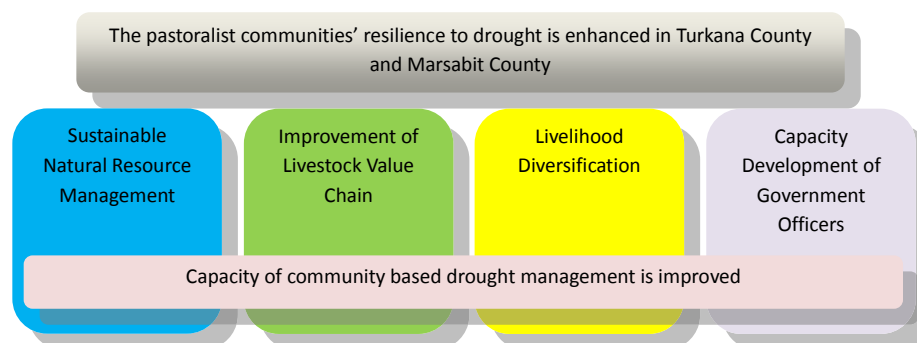 The pastoralist communities’ resilience to drought is enhanced in Turkana County
and Marsabit County
Sustainable
Natural Resource
Management
Improvement of
Livestock Value
Chain
Livelihood
Diversification
Capacity
Development of
Government
Officers
Capacity of community based drought management is improved